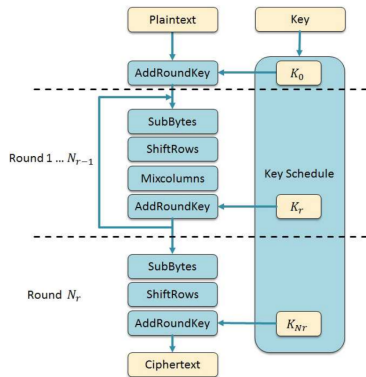 Plaintext
Key
AddRoundKey
K₀
Round 1 ... Nᵣ₋₁
SubBytes
ShiftRows
Mixcolumns
AddRoundKey
Key Schedule
Kᵣ
Round Nᵣ
SubBytes
ShiftRows
AddRoundKey
K_Nr
Ciphertext